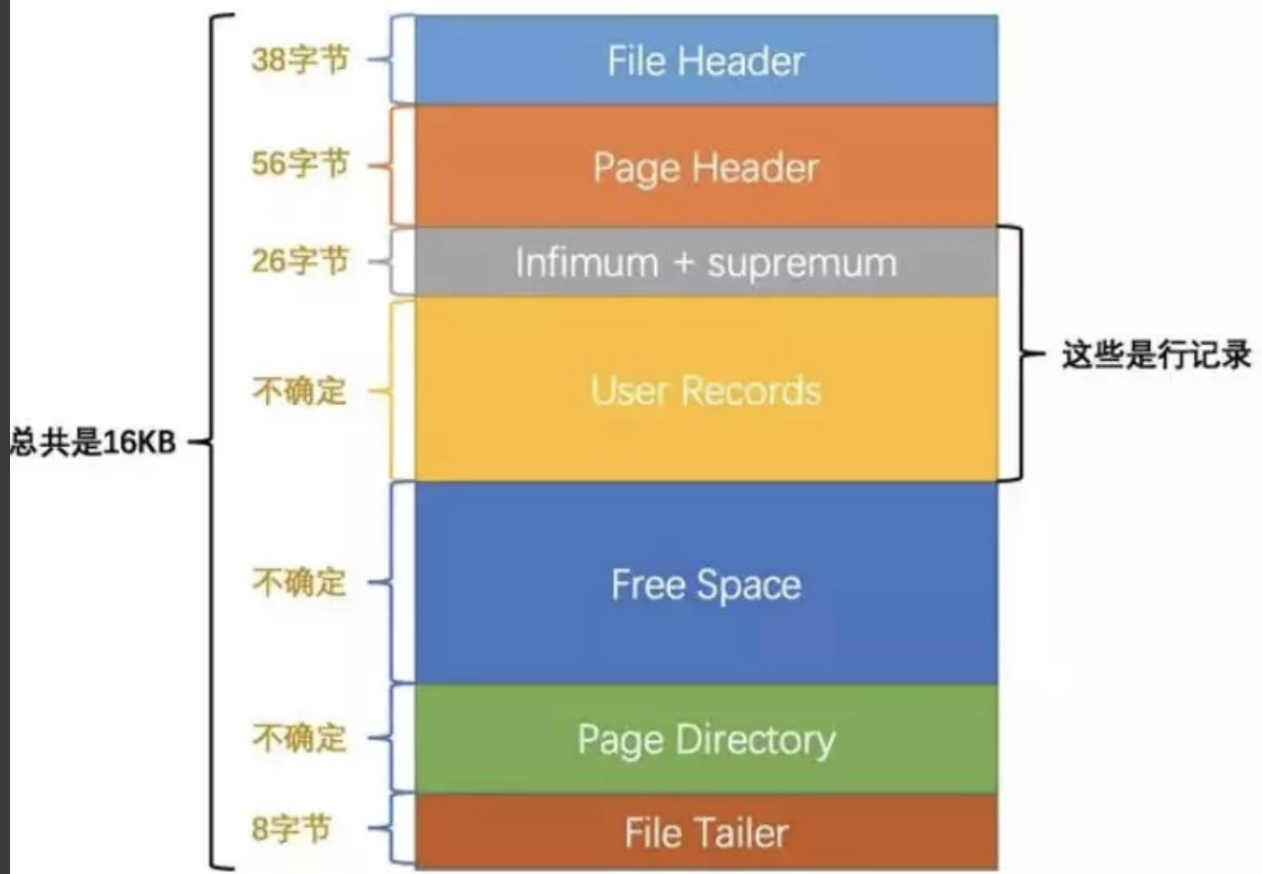 38字节
File Header
56字节
Page Header
26字节
Infimum + supremum
不确定
User Records
这些是行记录
总共是16KB
不确定
Free Space
不确定
Page Directory
8字节
File Tailer